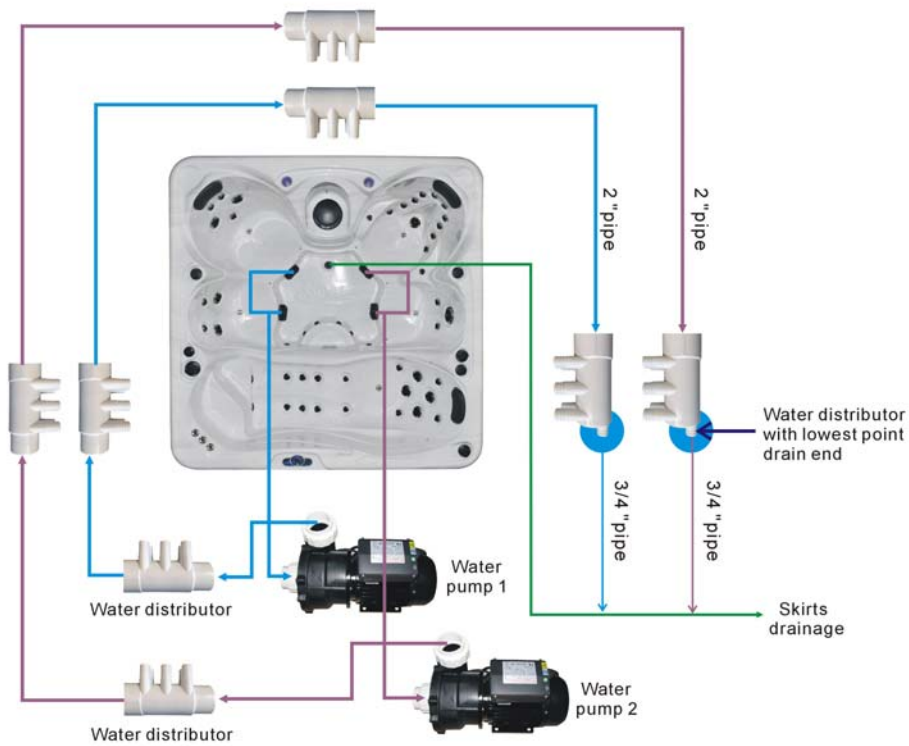 2 "pipe
2 "pipe
Water distributor
with lowest point
drain end
3/4 "pipe
3/4 "pipe
Water
pump 1
Water distributor
Skirts
drainage
Water
pump 2
Water distributor